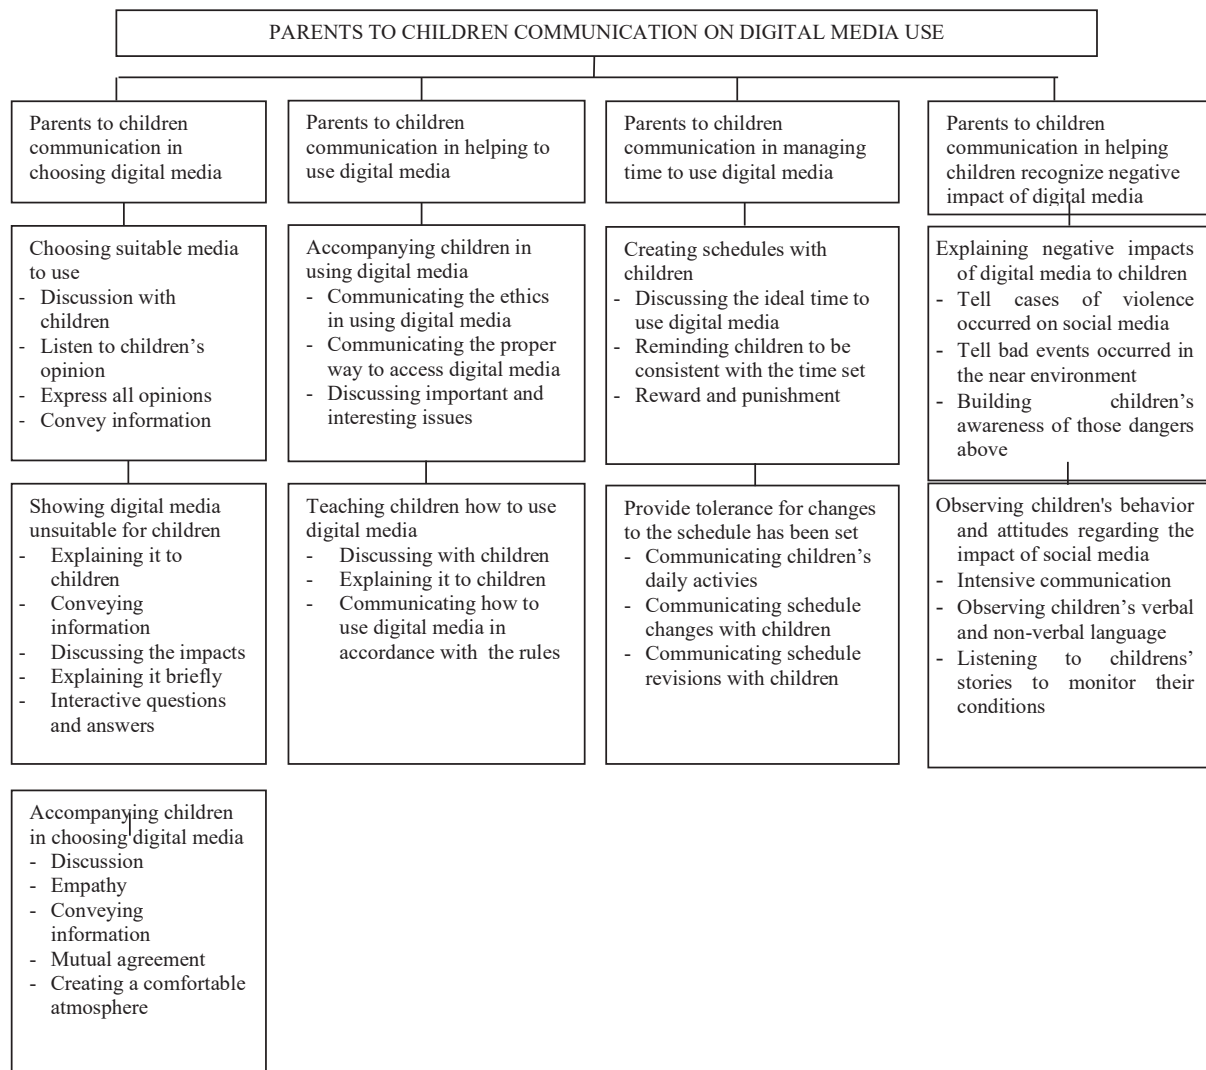 PARENTS TO CHILDREN COMMUNICATION ON DIGITAL MEDIA USE
Parents to children
communication in
choosing digital media
Choosing suitable media
to use
- Discussion with
children
- Listen to children's
opinion
- Express all opinions
- Convey information
Showing digital media
unsuitable for children
- Explaining it to
children
- Conveying
information
- Discussing the impacts
- Explaining it briefly
- Interactive questions
and answers
Accompanying children
in choosing digital media
- Discussion
- Empathy
- Conveying
information
- Mutual agreement
- Creating a comfortable
atmosphere
Parents to children
communication in helping to
use digital media
Accompanying children in
using digital media
- Communicating the ethics
in using digital media
- Communicating the proper
way to access digital media
- Discussing important and
interesting issues
Teaching children how to use
digital media
- Discussing with children
- Explaining it to children
- Communicating how to
use digital media in
accordance with the rules
Parents to children
communication in managing
time to use digital media
Creating schedules with
children
- Discussing the ideal time to
use digital media
- Reminding children to be
consistent with the time set
- Reward and punishment
Provide tolerance for changes
to the schedule has been set
- Communicating children's
daily activies
- Communicating schedule
changes with children
- Communicating schedule
revisions with children
Parents to children
communication in helping
children recognize negative
impact of digital media
Explaining negative impacts
of digital media to children
- Tell cases of violence
occurred on social media
- Tell bad events occurred in
the near environment
- Building children's
awareness of those dangers
above
Observing children's behavior
and attitudes regarding the
impact of social media
- Intensive communication
- Observing children's verbal
and non-verbal language
- Listening to childrens'
stories to monitor their
conditions